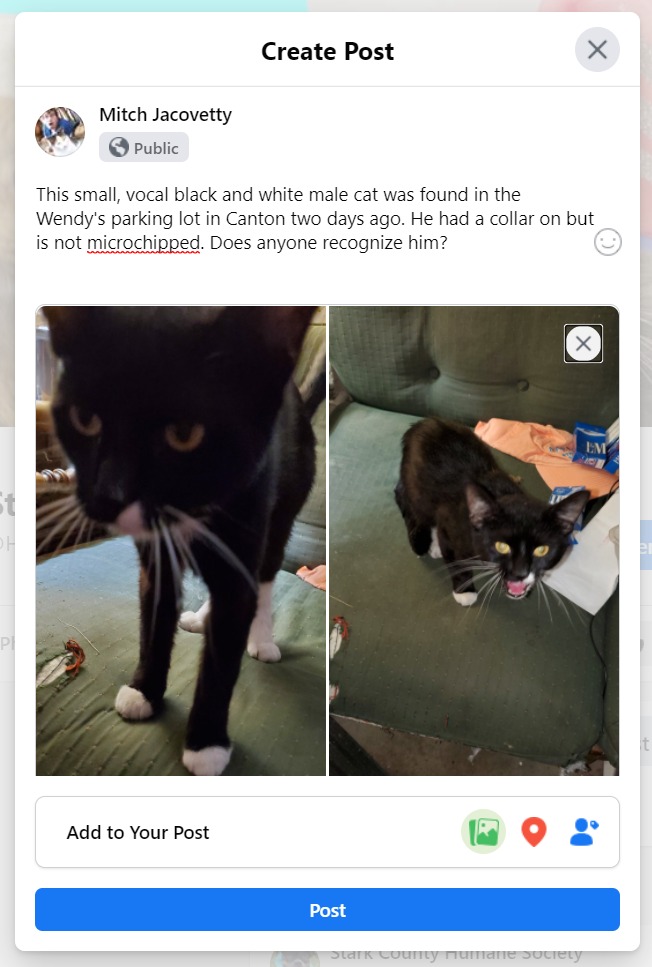 Create Post
Mitch Jacovetty
Public
This small, vocal black and white male cat was found in the
Wendy's parking lot in Canton two days ago. He had a collar on but
is not microchipped. Does anyone recognize him?
Add to Your Post
Post
Stark County Humane Society